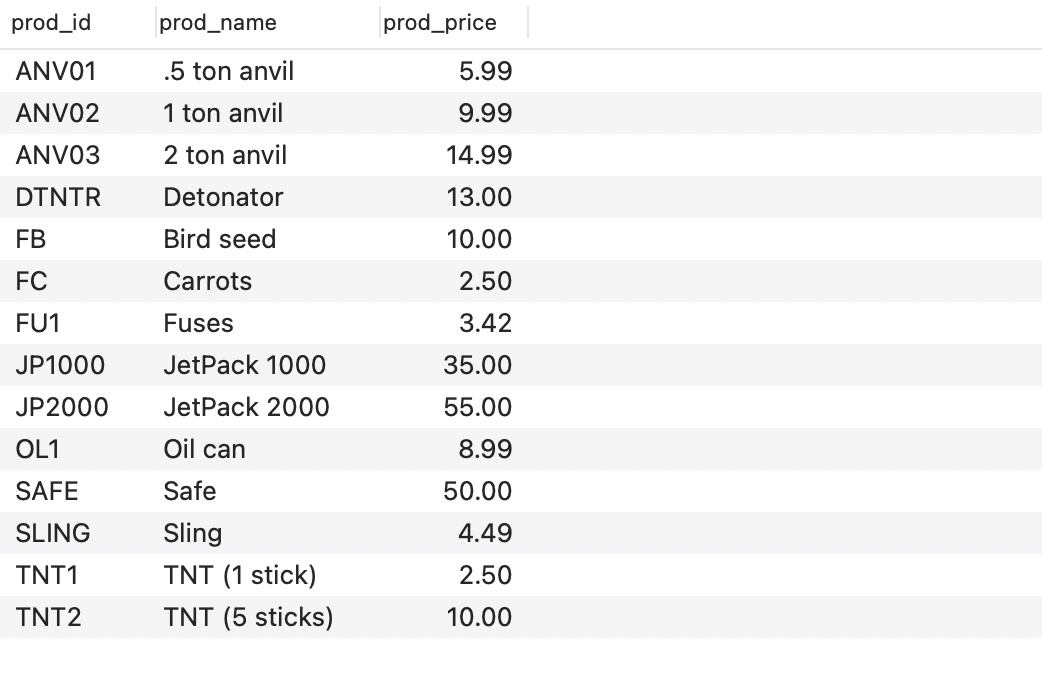 prod_id prod_name prod_price
ANV01 .5 ton anvil 5.99
ANV02 1 ton anvil 9.99
ANV03 2 ton anvil 14.99
DTNTR Detonator 13.00
FB Bird seed 10.00
FC Carrots 2.50
FU1 Fuses 3.42
JP1000 JetPack 1000 35.00
JP2000 JetPack 2000 55.00
OL1 Oil can 8.99
SAFE Safe 50.00
SLING Sling 4.49
TNT1 TNT (1 stick) 2.50
TNT2 TNT (5 sticks) 10.00